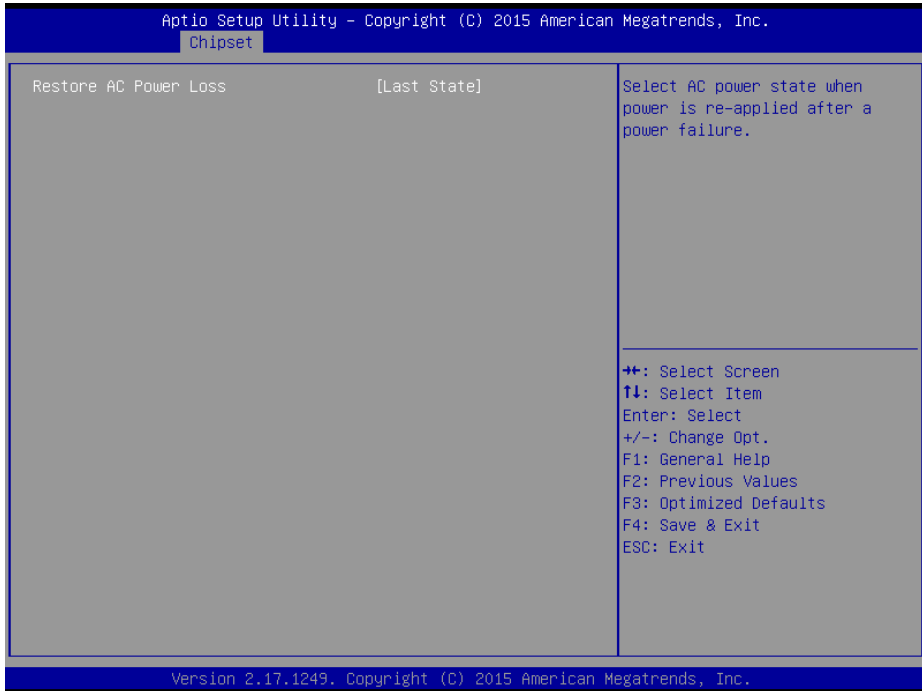 Aptio Setup Utility – Copyright (C) 2015 American Megatrends, Inc.
Chipset
Restore AC Power Loss [Last State]
Select AC power state when
power is re-applied after a
power failure.
→←: Select Screen
↑↓: Select Item
Enter: Select
+/-: Change Opt.
F1: General Help
F2: Previous Values
F3: Optimized Defaults
F4: Save & Exit
ESC: Exit
Version 2.17.1249. Copyright (C) 2015 American Megatrends, Inc.